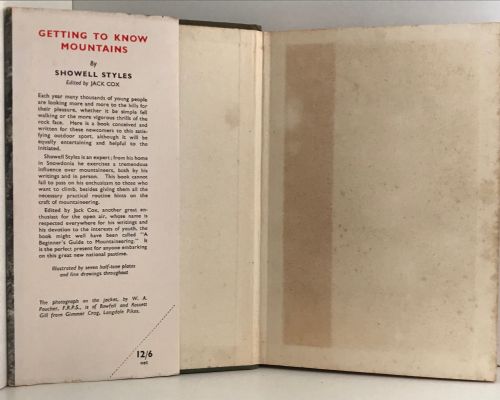 GETTING TO KNOW
MOUNTAINS
By
SHOWELL STYLES
Edited by JACK COX
Each year many thousands of young people
are looking more and more to the hills for
their pleasure, whether it be simple fell
walking or the more vigorous thrills of the
rock face. Here is a book conceived and
written for these newcomers to this satis-
fying outdoor sport, although it will be
equally entertaining and helpful to the
initiated.
Showell Styles is an expert; from his home
in Snowdonia he exercises a tremendous
influence over mountaineers, both by his
writings and in person. This book cannot
fail to pass on his enthusiasm to those who
want to climb, besides giving them all the
necessary practical routine hints on the
craft of mountaineering.
Edited by Jack Cox, another great en-
thusiast for the open air, whose name is
respected everywhere for his writings and
his devotion to the interests of youth, the
book might well have been called "A
Beginner's Guide to Mountaineering." It
is the perfect present for anyone embarking
on this great new national pastime.
Illustrated by seven half-tone plates
and line drawings throughout
The photograph on the jacket, by W. A.
Poucher, F.R.P.S., is of Bowfell and Rossett
Gill from Gimmer Crag, Langdale Pikes.
12/6
net